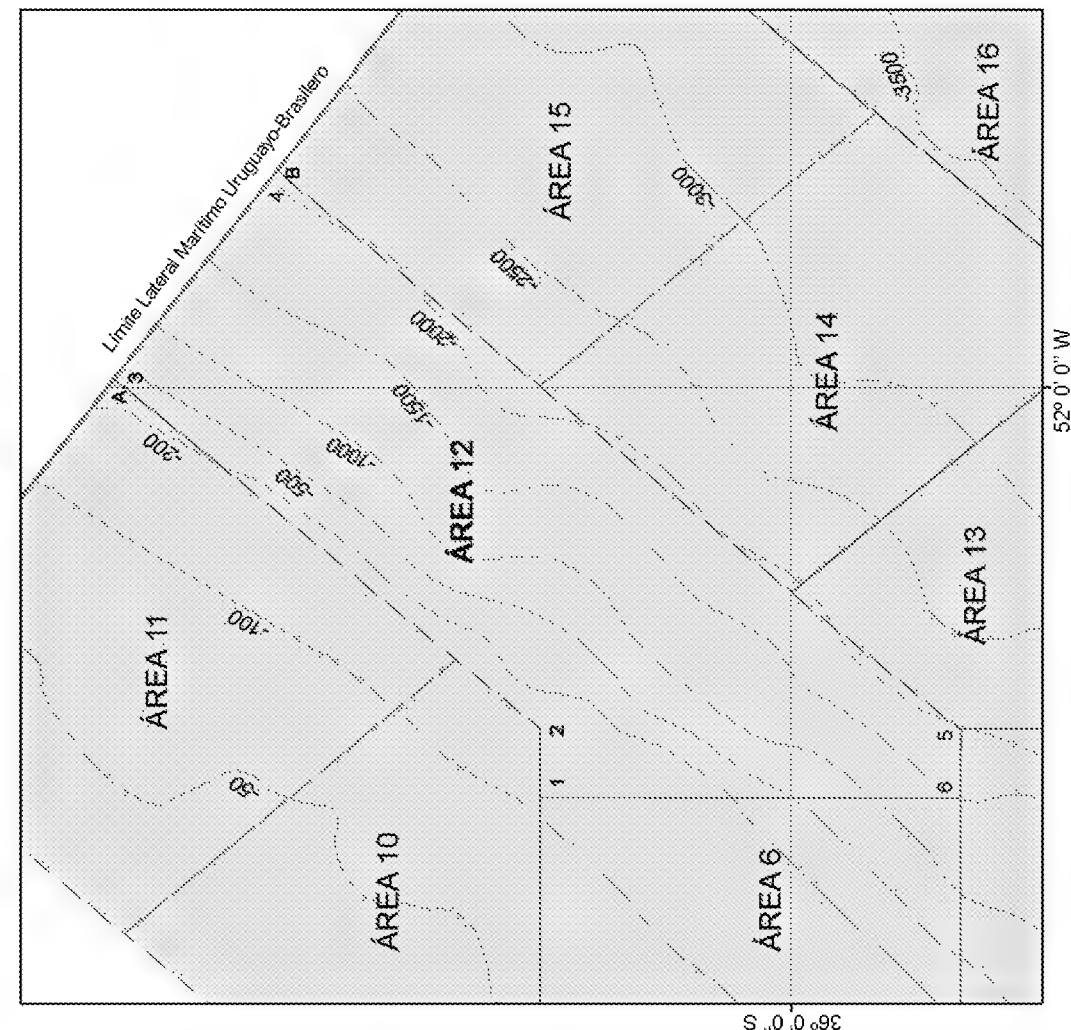 Límite Lateral Marítimo Uruguayo-Brasilero
A
3
A
B
-200
-500
-1000
-1500
-2000
-2500
-3000
-3500
-100
-50
ÁREA 11
ÁREA 12
ÁREA 15
ÁREA 16
ÁREA 10
ÁREA 14
ÁREA 13
ÁREA 6
1
2
5
6
36º 0' 0" S
52º 0' 0" W